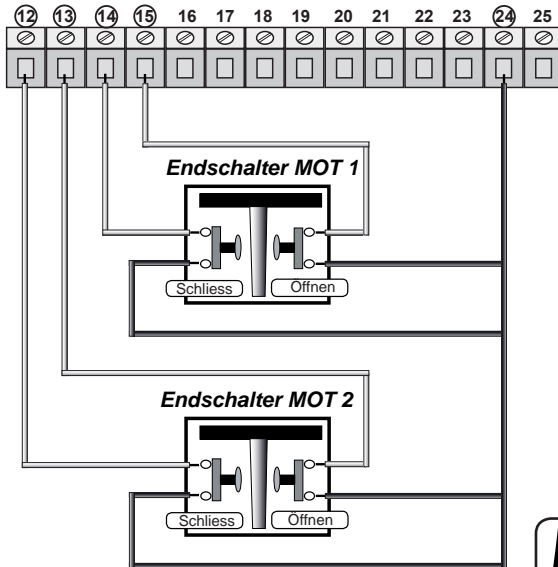 12 13 14 15 16 17 18 19 20 21 22 23 24 25
Endschalter MOT 1
Schliess Öffnen
Endschalter MOT 2
Schliess Öffnen